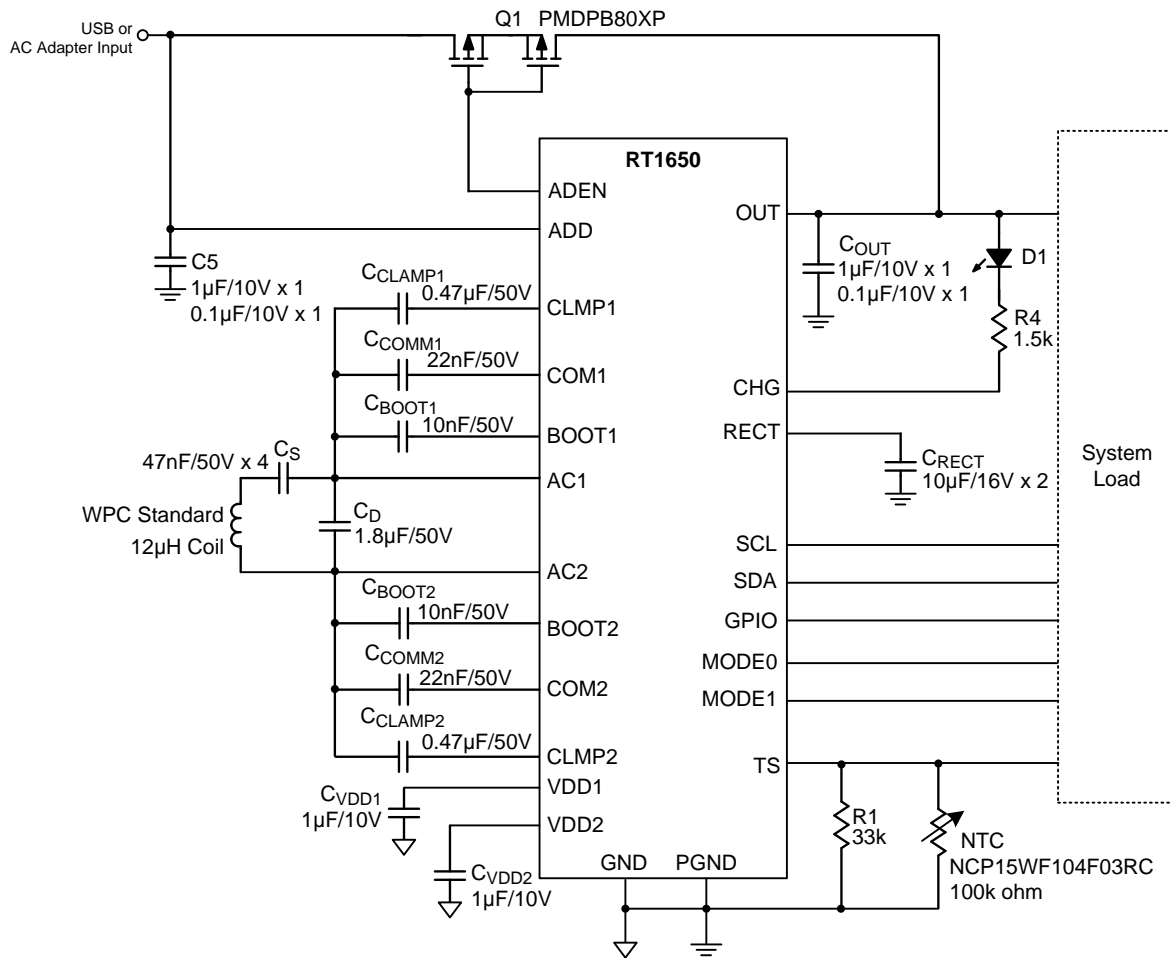 USB or
AC Adapter Input
Q1 PMDPB80XP
RT1650
ADEN
ADD
C5
1µF/10V x 1
0.1µF/10V x 1
CCLAMP1
0.47µF/50V
CLMP1
CCOMM1
22nF/50V
COM1
CBOOT1
10nF/50V
BOOT1
47nF/50V x 4
CS
AC1
WPC Standard
12µH Coil
CD
1.8µF/50V
AC2
CBOOT2
10nF/50V
BOOT2
CCOMM2
22nF/50V
COM2
CCLAMP2
0.47µF/50V
CLMP2
CVDD1
1µF/10V
VDD1
VDD2
CVDD2
1µF/10V
GND
PGND
OUT
COUT
1µF/10V x 1
0.1µF/10V x 1
D1
R4
1.5k
CHG
RECT
CRECT
10µF/16V x 2
SCL
SDA
GPIO
MODE0
MODE1
TS
R1
33k
NTC
NCP15WF104F03RC
100k ohm
System
Load